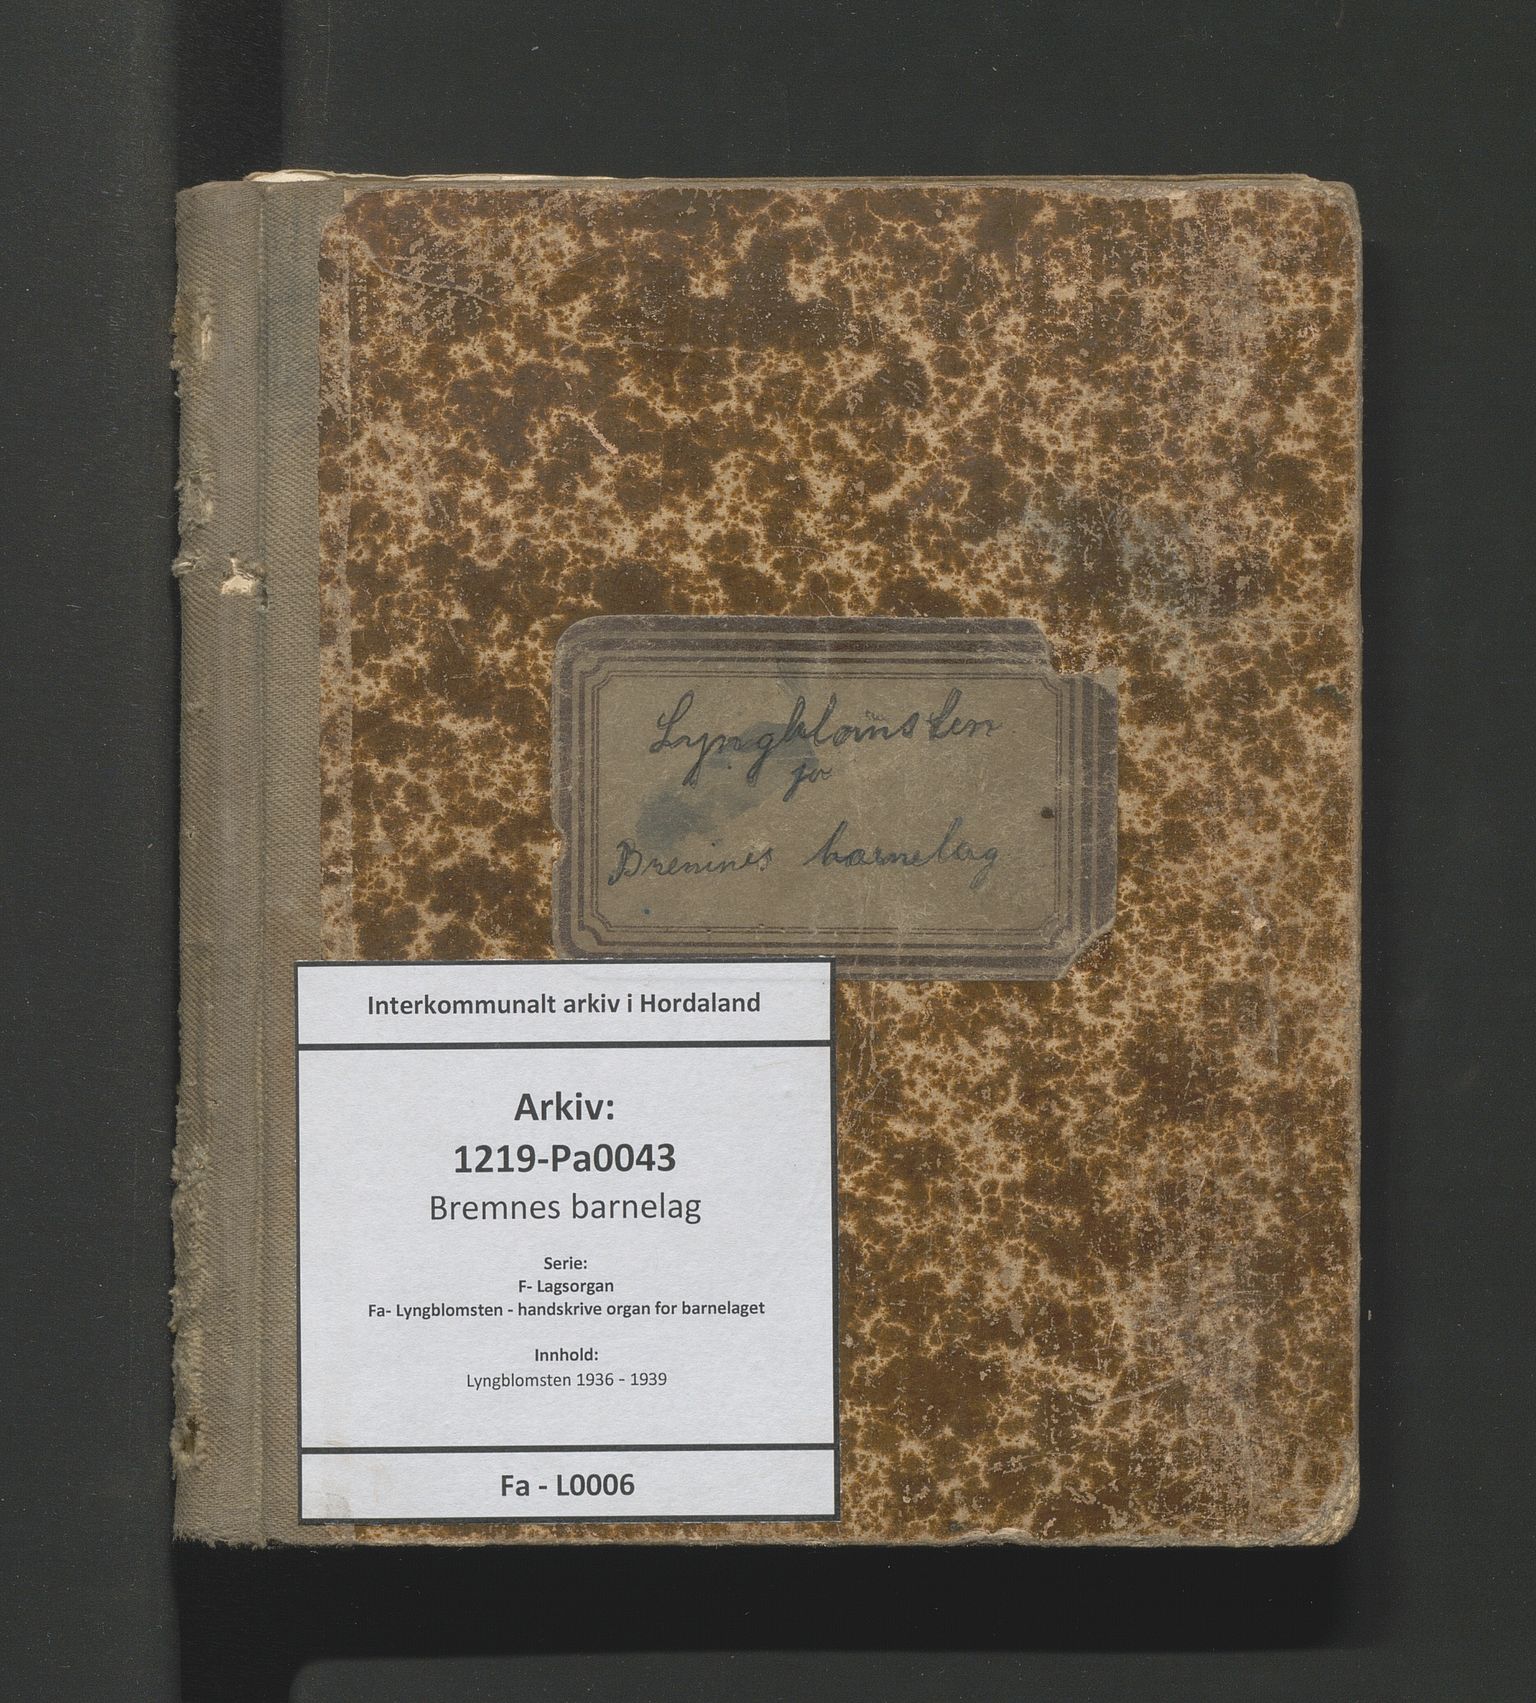 Lyngblomsten
for
Bremnes barnelag
Interkommunalt arkiv i Hordaland
Arkiv:
1219-Pa0043
Bremnes barnelag
Serie:
F- Lagsorgan
Fa- Lyngblomsten - handskrive organ for barnelaget
Innhold:
Lyngblomsten 1936 - 1939
Fa - L0006